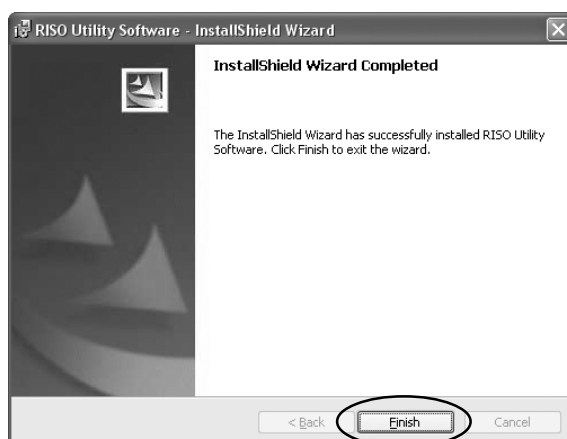 RISO Utility Software - InstallShield Wizard
InstallShield Wizard Completed
The InstallShield Wizard has successfully installed RISO Utility
Software. Click Finish to exit the wizard.
< Back
Finish
Cancel